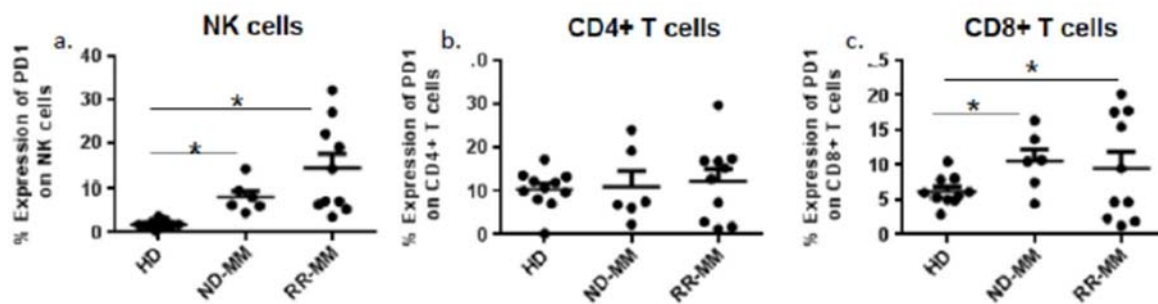 a.
NK cells
% Expression of PD1
on NK cells
40
30
20
10
0
*
*
HD
ND-MM
RR-MM
b.
CD4+ T cells
% Expression of PD1
on CD4+ T cells
.0
30
20
10
0
HD
ND-MM
RR-MM
c.
CD8+ T cells
% Expression of PD1
on CD8+ T cells
.5
20
15
10
5
0
*
*
HD
ND-MM
RR-MM